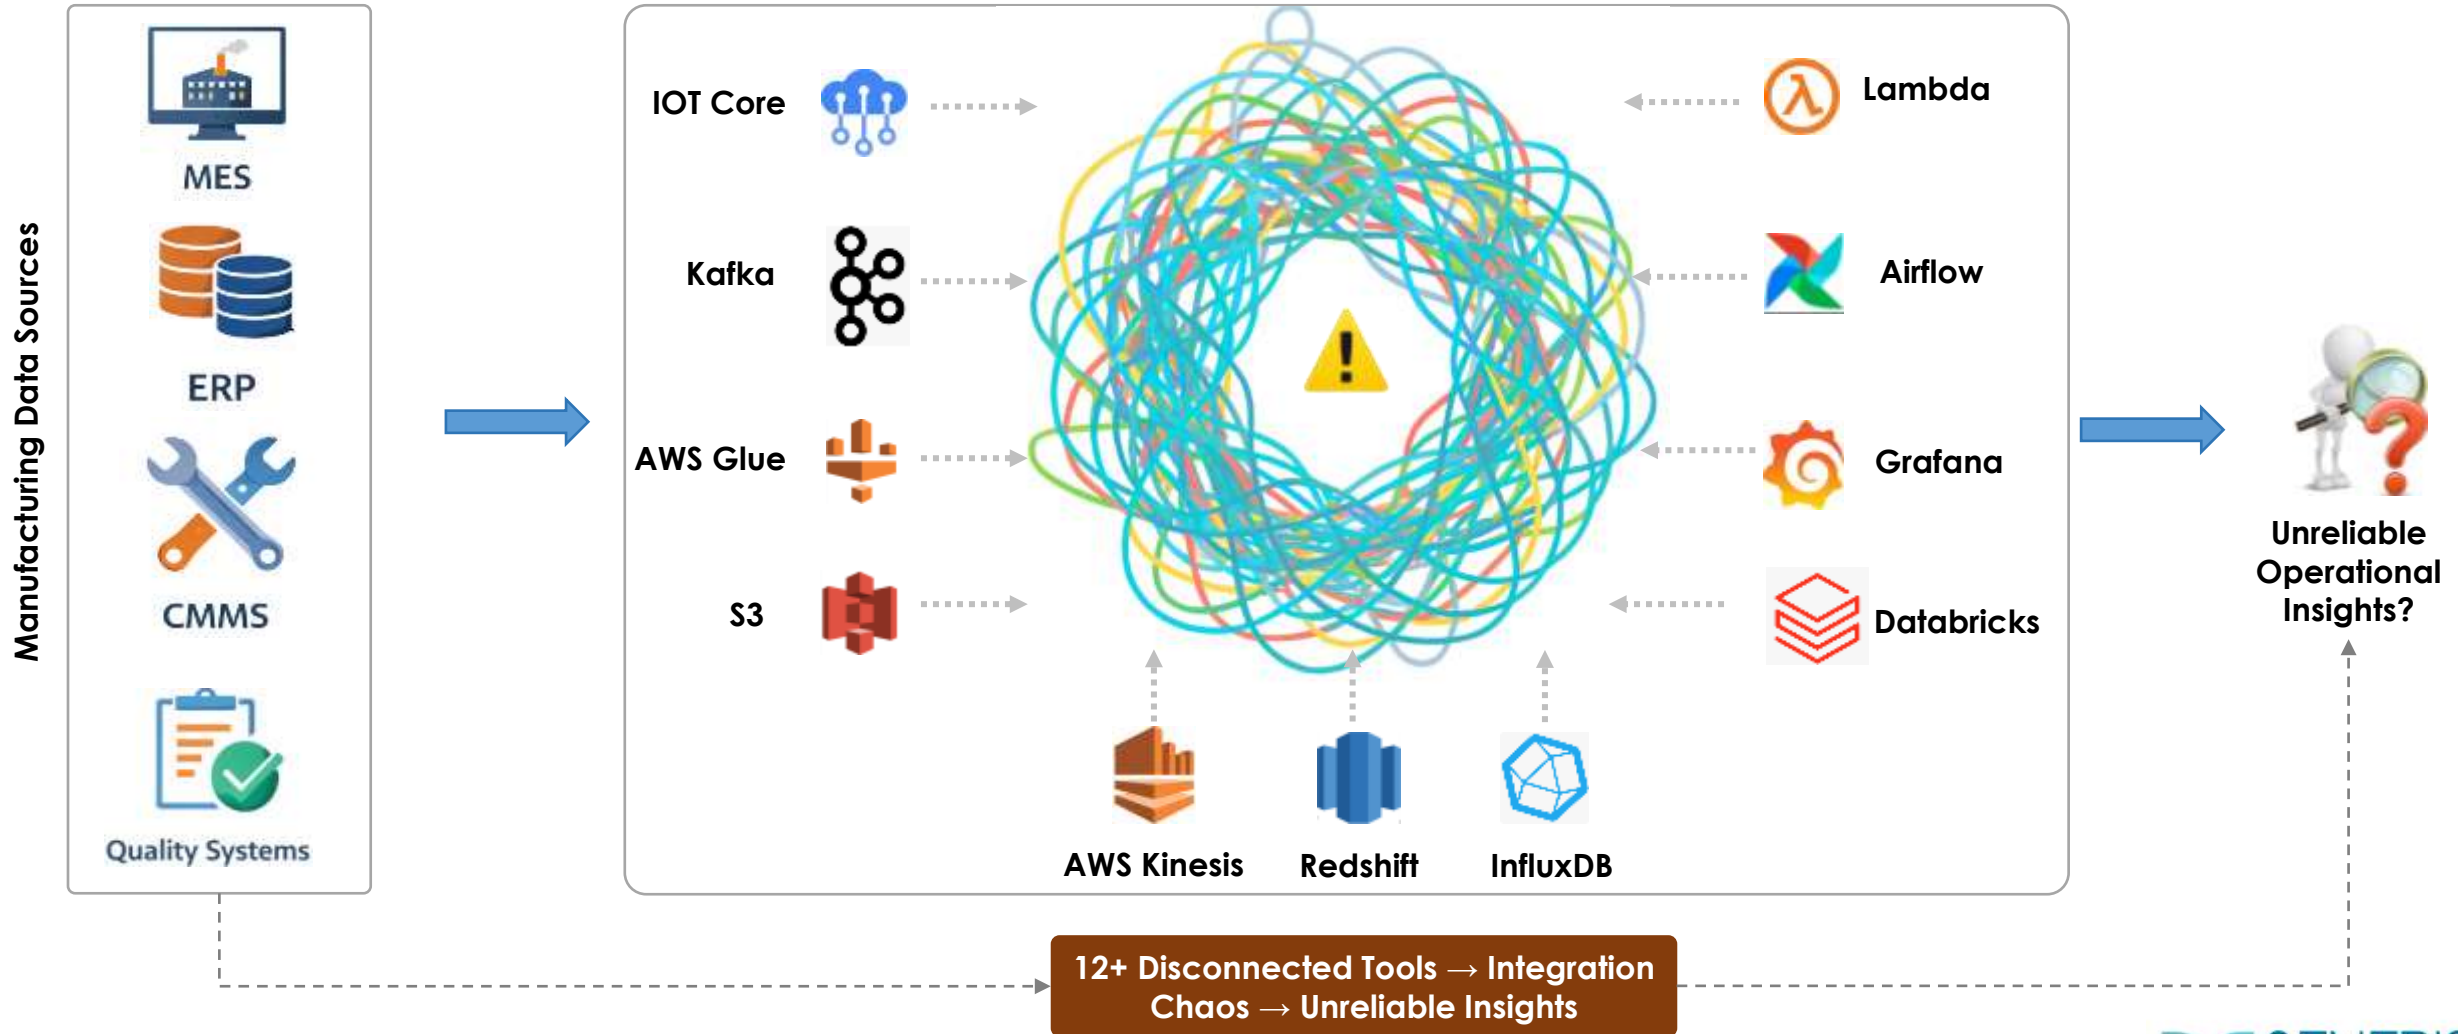 Manufacturing Data Sources
MES
ERP
CMMS
Quality Systems
IOT Core
Kafka
AWS Glue
S3
Lambda
Airflow
Grafana
Databricks
AWS Kinesis
Redshift
InfluxDB
Unreliable
Operational
Insights?
12+ Disconnected Tools → Integration
Chaos → Unreliable Insights